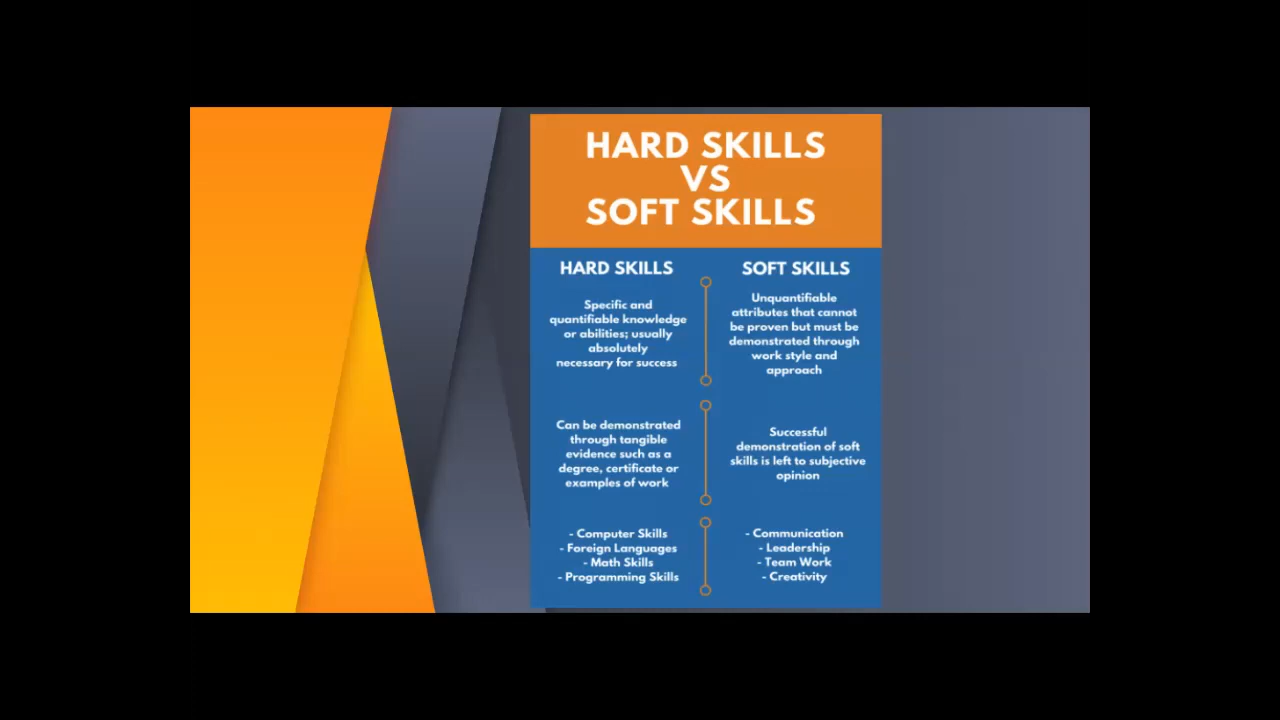 HARD SKILLS
VS
SOFT SKILLS
HARD SKILLS
Specific and
quantifiable knowledge
or abilities; usually
absolutely
necessary for success
SOFT SKILLS
Unquantifiable
attributes that cannot
be proven but must be
demonstrated through
work style and
approach
Can be demonstrated
through tangible
evidence such as a
degree, certificate or
examples of work
Successful
demonstration of soft
skills is left to subjective
opinion
- Computer Skills
- Foreign Languages
- Math Skills
- Programming Skills
- Communication
- Leadership
- Team Work
- Creativity